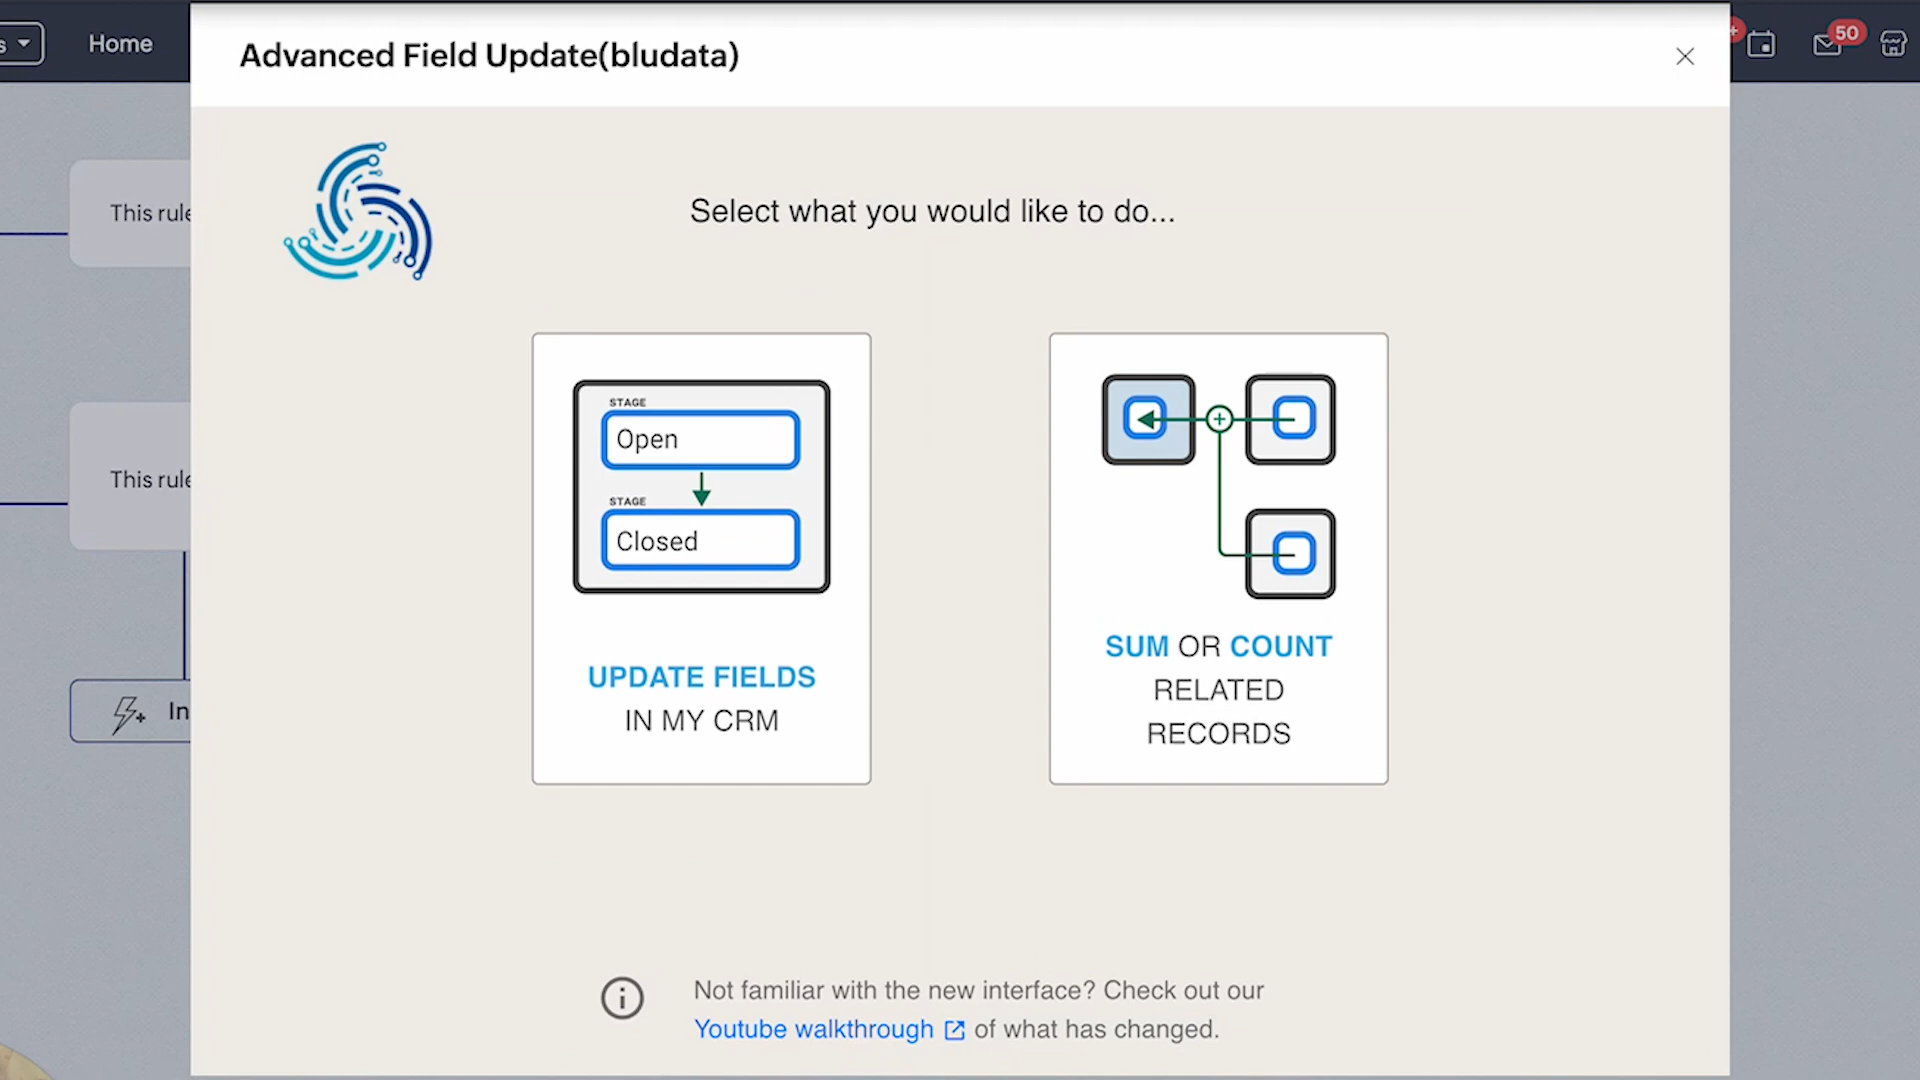 s
Home
Advanced Field Update(bludata)
50
This rule
Select what you would like to do...
STAGE
Open
STAGE
Closed
This rule
UPDATE FIELDS
IN MY CRM
SUM OR COUNT
RELATED
RECORDS
In
Not familiar with the new interface? Check out our
Youtube walkthrough of what has changed.